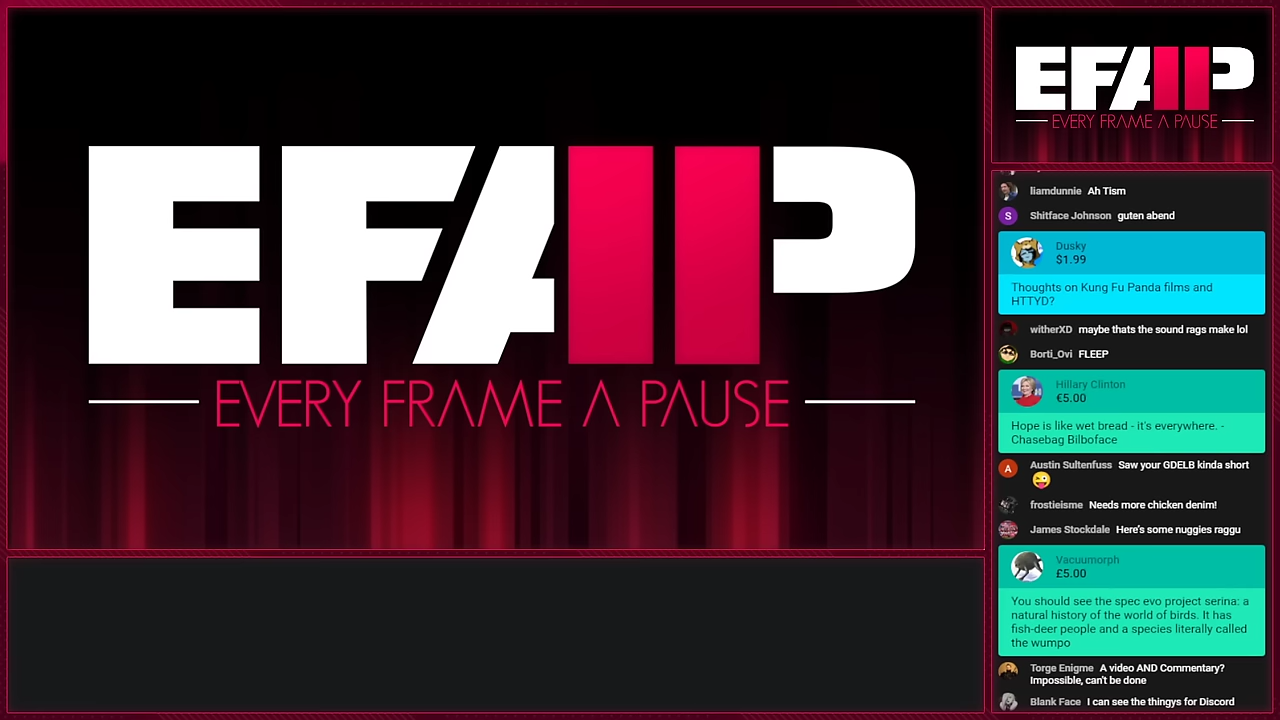 EFAP
EVERY FRAME A PAUSE
EFAP
EVERY FRAME A PAUSE
liamdunnie Ah Tism
S Shitface Johnson guten abend
Dusky
$1.99
Thoughts on Kung Fu Panda films and
HTTYD?
witherXD maybe thats the sound rags make lol
Borti_Ovi FLEEP
Hillary Clinton
€5.00
Hope is like wet bread - it's everywhere. -
Chasebag Bilboface
A Austin Sultenfuss Saw your GDELB kinda short
frostieisme Needs more chicken denim!
James Stockdale Here's some nuggies raggu
Vacuumorph
£5.00
You should see the spec evo project serina: a
natural history of the world of birds. It has
fish-deer people and a species literally called
the wumpo
Torge Enigme A video AND Commentary?
Impossible, can't be done
Blank Face I can see the thingys for Discord